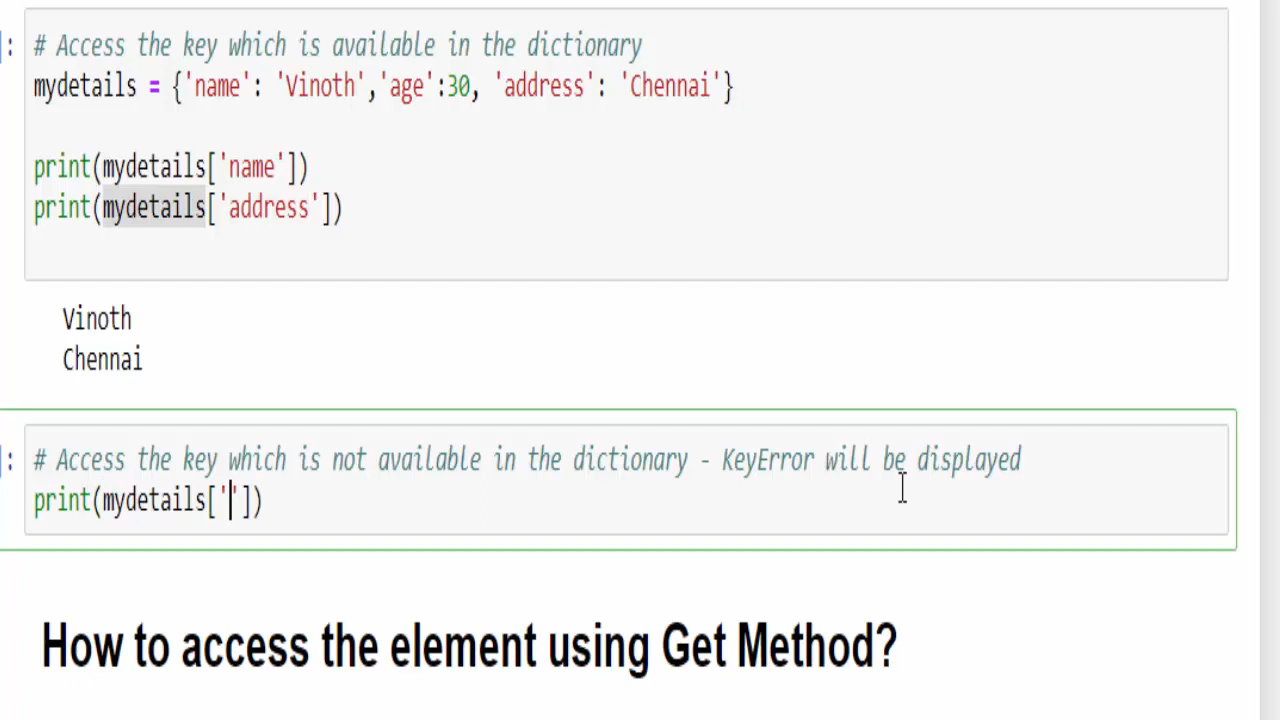 ]: # Access the key which is available in the dictionary
mydetails = {'name': 'Vinoth','age':30, 'address': 'Chennai'}
print(mydetails['name'])
print(mydetails['address'])
Vinoth
Chennai
]: # Access the key which is not available in the dictionary - KeyError will be displayed
print(mydetails[''])
How to access the element using Get Method?